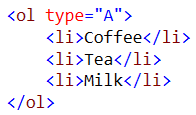 <ol type="A">
    <li>Coffee</li>
    <li>Tea</li>
    <li>Milk</li>
</ol>